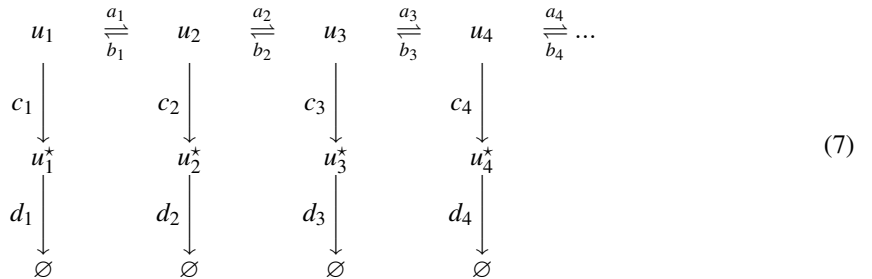 a₁ a₂ a₃ a₄
u₁ ⇌ u₂ ⇌ u₃ ⇌ u₄ ⇌ ...
b₁ b₂ b₃ b₄
c₁ c₂ c₃ c₄
(7)
u₁⋆ u₂⋆ u₃⋆ u₄⋆
d₁ d₂ d₃ d₄
∅ ∅ ∅ ∅